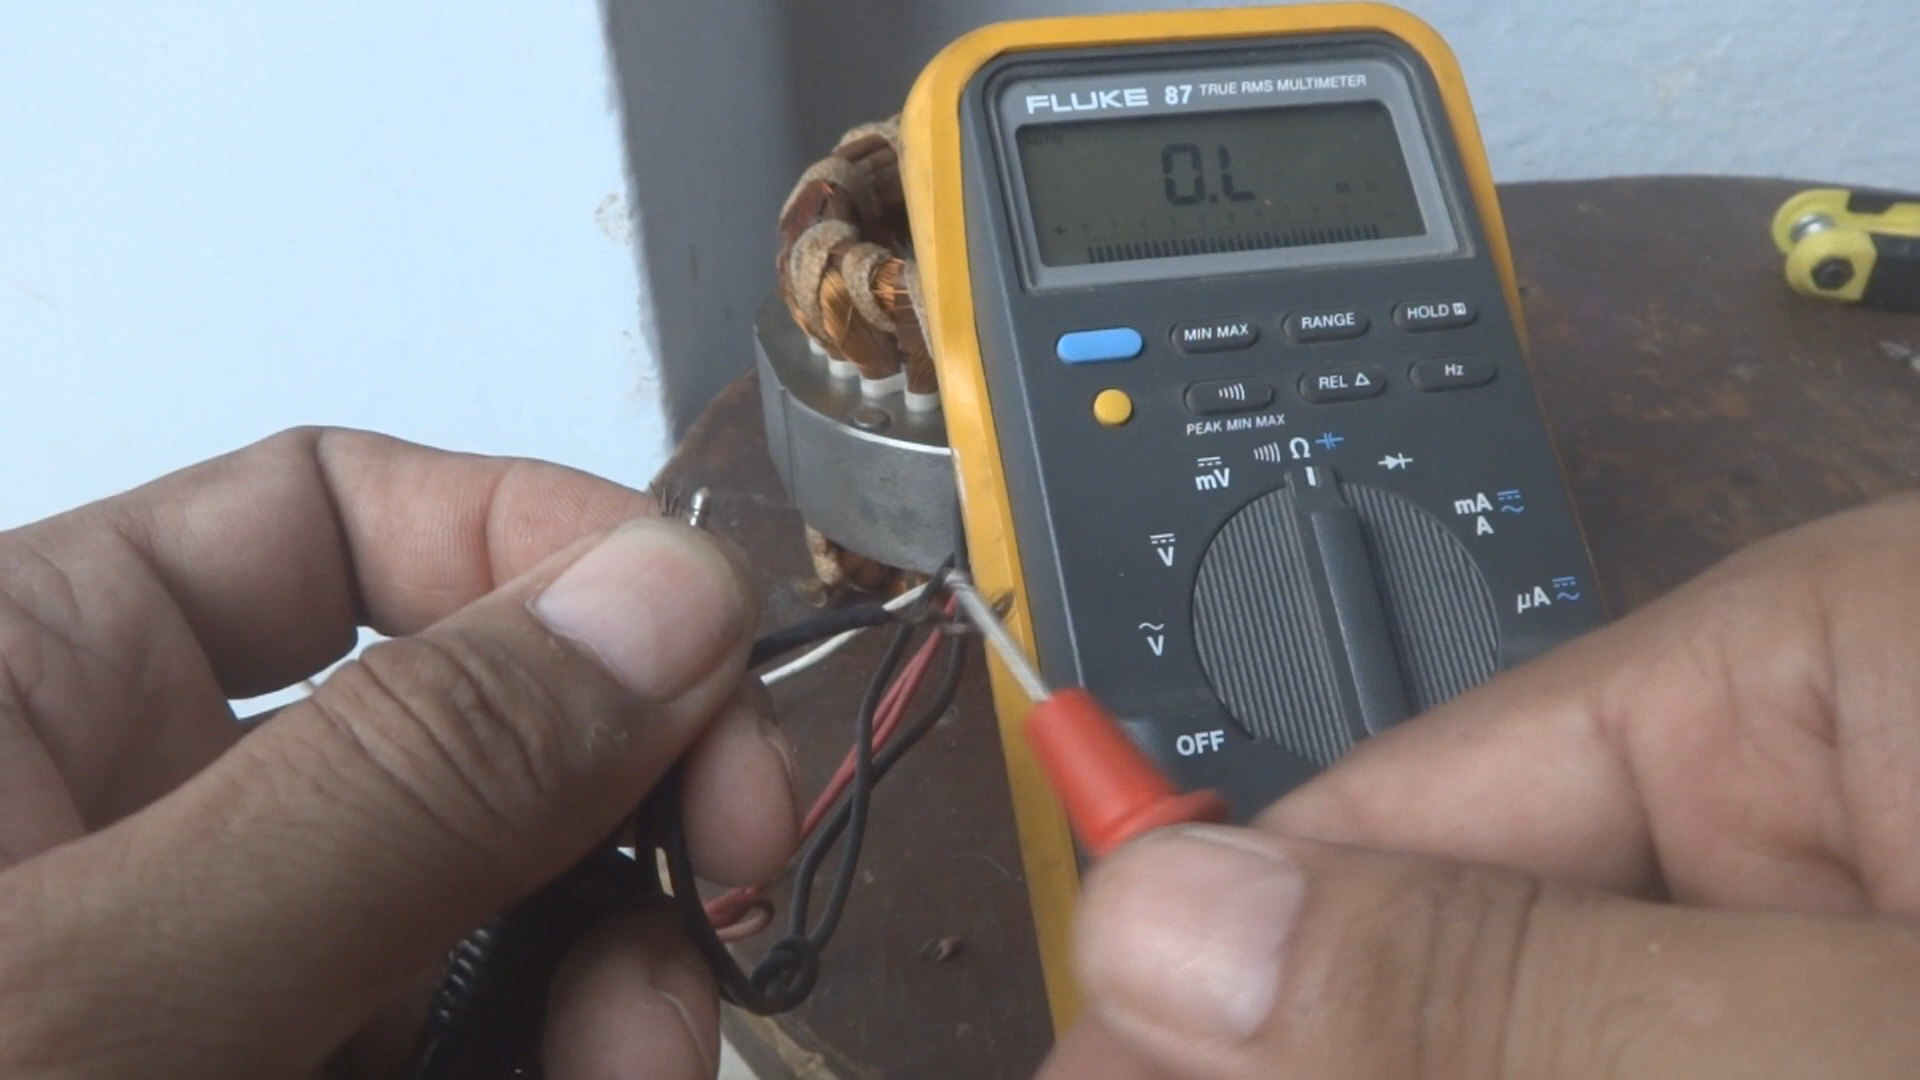 FLUKE 87 TRUE RMS MULTIMETER
AUTO
0.L
M Ω
MIN MAX
RANGE
HOLD H
REL Δ
Hz
PEAK MIN MAX
mV
Ω
mA
A
V
µA
V
OFF